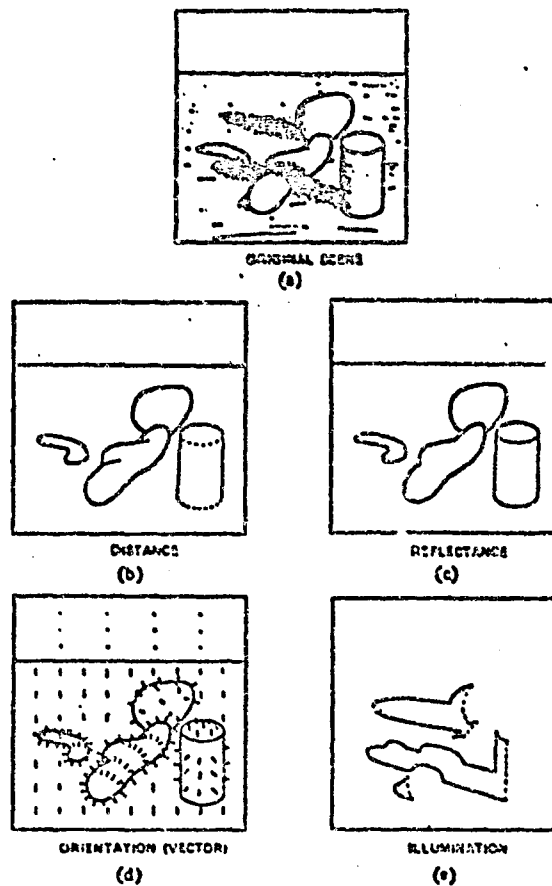 ORIGINAL SCENE
(a)
DISTANCE
(b)
REFLECTANCE
(c)
ORIENTATION (VECTOR)
(d)
ILLUMINATION
(e)